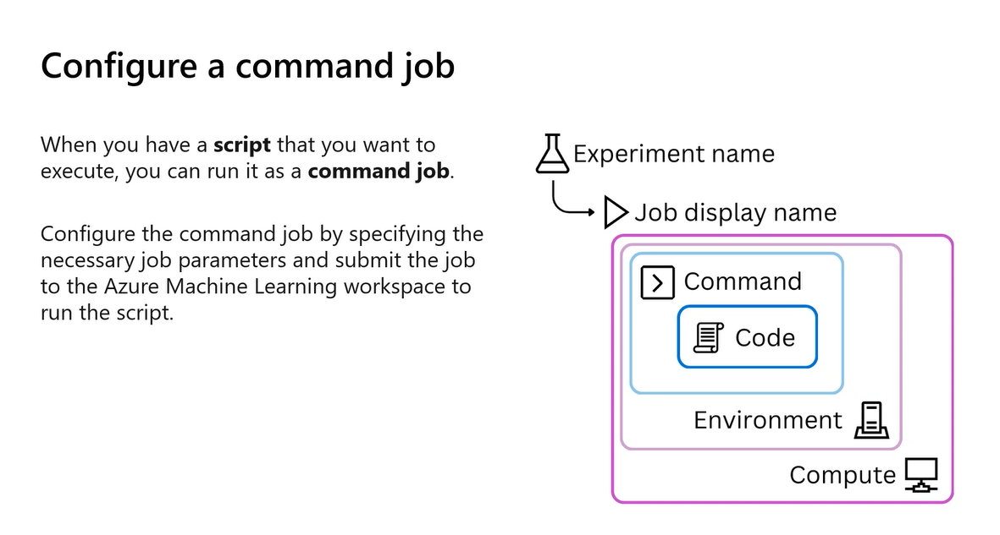 Configure a command job
When you have a script that you want to
execute, you can run it as a command job.
Configure the command job by specifying the
necessary job parameters and submit the job
to the Azure Machine Learning workspace to
run the script.
Experiment name
Job display name
Command
Code
Environment
Compute